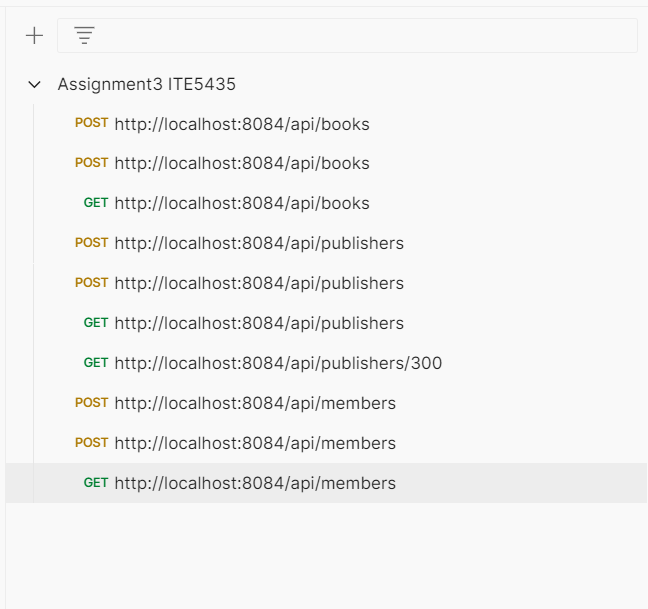 Assignment3 ITE5435
POST http://localhost:8084/api/books
POST http://localhost:8084/api/books
GET http://localhost:8084/api/books
POST http://localhost:8084/api/publishers
POST http://localhost:8084/api/publishers
GET http://localhost:8084/api/publishers
GET http://localhost:8084/api/publishers/300
POST http://localhost:8084/api/members
POST http://localhost:8084/api/members
GET http://localhost:8084/api/members